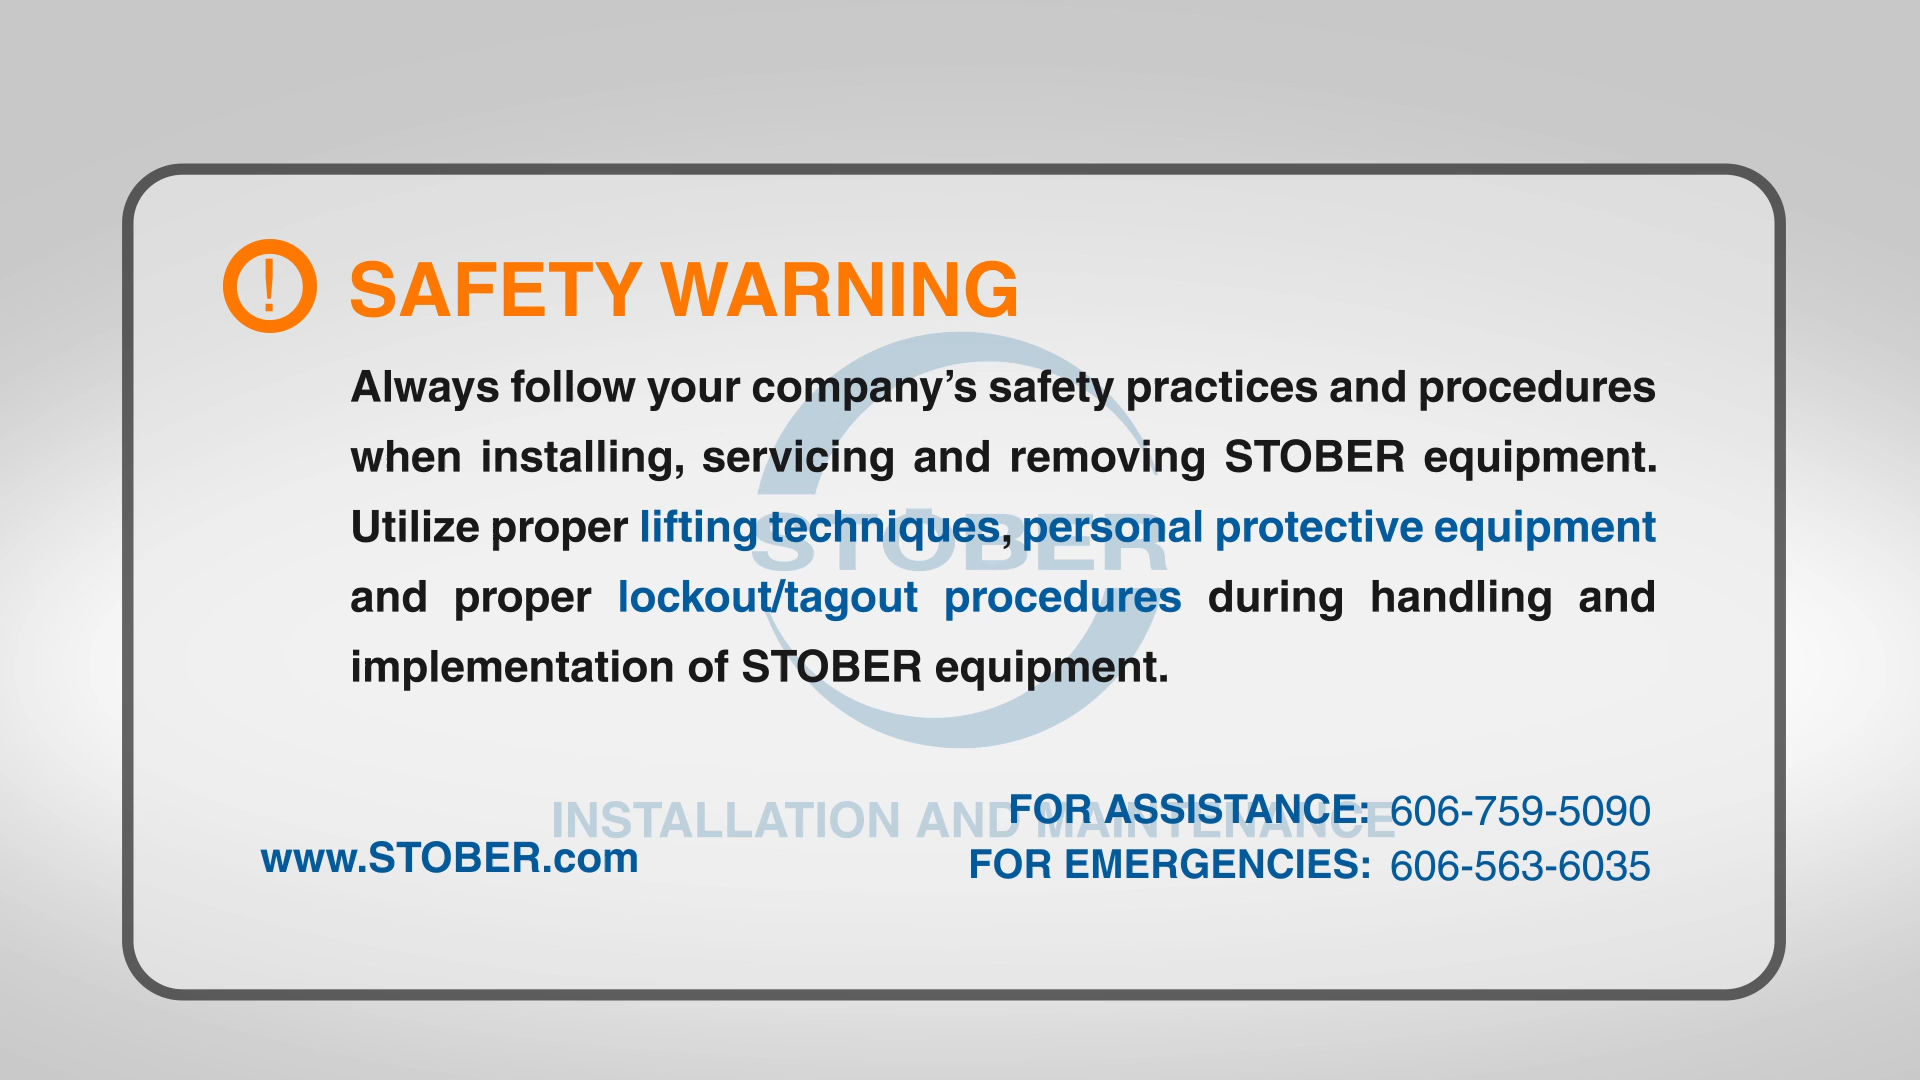 ! SAFETY WARNING
Always follow your company’s safety practices and procedures
when installing, servicing and removing STOBER equipment.
Utilize proper lifting techniques, personal protective equipment
and proper lockout/tagout procedures during handling and
implementation of STOBER equipment.
STÖBER
INSTALLATION AND MAINTENANCE
www.STOBER.com
FOR ASSISTANCE: 606-759-5090
FOR EMERGENCIES: 606-563-6035